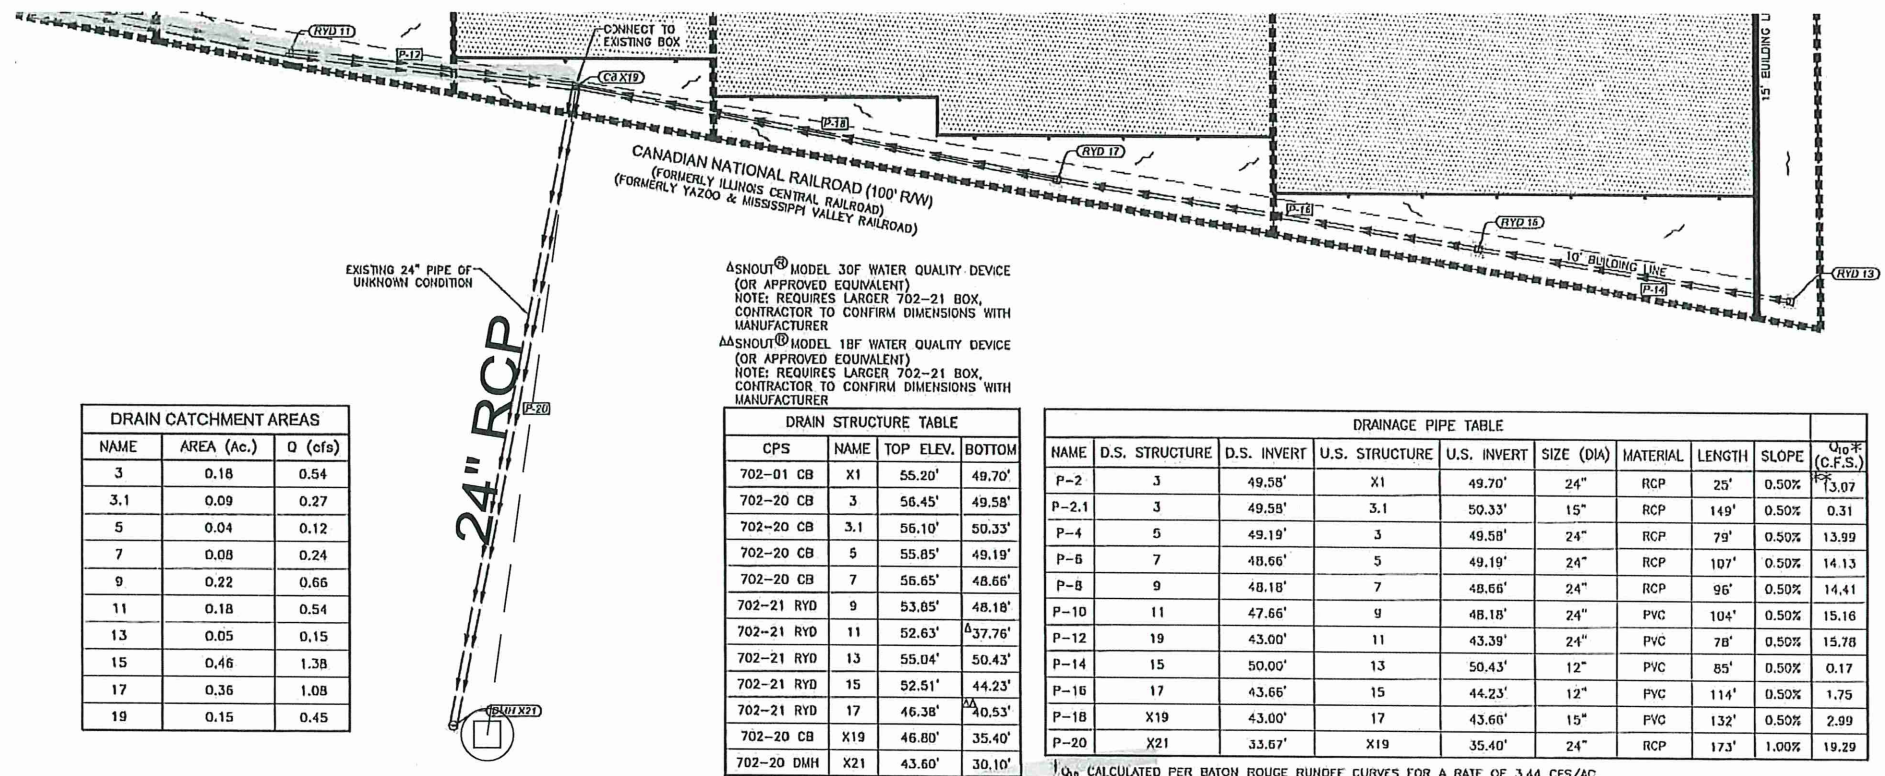 RYD 11
P-12
CONNECT TO
EXISTING BOX
CB X19
P-18
RYD 17
P-16
RYD 15
10' BUILDING LINE
P-14
RYD 13
15' BUILDING
CANADIAN NATIONAL RAILROAD (100' R/W)
(FORMERLY ILLINOIS CENTRAL RAILROAD)
(FORMERLY YAZOO & MISSISSIPPI VALLEY RAILROAD)
EXISTING 24" PIPE OF
UNKNOWN CONDITION
24" RCP
P-20
DMH X21
ΔSNOUT® MODEL 30F WATER QUALITY DEVICE
(OR APPROVED EQUIVALENT)
NOTE: REQUIRES LARGER 702-21 BOX,
CONTRACTOR TO CONFIRM DIMENSIONS WITH
MANUFACTURER
ΔΔSNOUT® MODEL 18F WATER QUALITY DEVICE
(OR APPROVED EQUIVALENT)
NOTE: REQUIRES LARGER 702-21 BOX,
CONTRACTOR TO CONFIRM DIMENSIONS WITH
MANUFACTURER
DRAIN CATCHMENT AREAS
NAME AREA (Ac.) Q (cfs)
3 0.18 0.54
3.1 0.09 0.27
5 0.04 0.12
7 0.08 0.24
9 0.22 0.66
11 0.18 0.54
13 0.05 0.15
15 0.46 1.38
17 0.36 1.08
19 0.15 0.45
DRAIN STRUCTURE TABLE
CPS NAME TOP ELEV. BOTTOM
702-01 CB X1 55.20' 49.70'
702-20 CB 3 56.45' 49.58'
702-20 CB 3.1 56.10' 50.33'
702-20 CB 5 55.85' 49.19'
702-20 CB 7 56.65' 48.66'
702-21 RYD 9 53.85' 48.18'
702-21 RYD 11 52.63' Δ37.76'
702-21 RYD 13 55.04' 50.43'
702-21 RYD 15 52.51' 44.23'
702-21 RYD 17 46.38' ΔΔ40.53'
702-20 CB X19 46.80' 35.40'
702-20 DMH X21 43.60' 30.10'
DRAINAGE PIPE TABLE
NAME D.S. STRUCTURE D.S. INVERT U.S. STRUCTURE U.S. INVERT SIZE (DIA) MATERIAL LENGTH SLOPE Q10* (C.F.S.)
P-2 3 49.58' X1 49.70' 24" RCP 25' 0.50% **13.07
P-2.1 3 49.58' 3.1 50.33' 15" RCP 149' 0.50% 0.31
P-4 5 49.19' 3 49.58' 24" RCP 79' 0.50% 13.99
P-6 7 48.66' 5 49.19' 24" RCP 107' 0.50% 14.13
P-8 9 48.18' 7 48.66' 24" RCP 96' 0.50% 14.41
P-10 11 47.66' 9 48.18' 24" PVC 104' 0.50% 15.16
P-12 19 43.00' 11 43.39' 24" PVC 78' 0.50% 15.78
P-14 15 50.00' 13 50.43' 12" PVC 85' 0.50% 0.17
P-16 17 43.66' 15 44.23' 12" PVC 114' 0.50% 1.75
P-18 X19 43.00' 17 43.66' 15" PVC 132' 0.50% 2.99
P-20 X21 33.67' X19 35.40' 24" RCP 173' 1.00% 19.29
Q10 CALCULATED PER BATON ROUGE RUNOFF CURVES FOR A RATE OF 3.44 CFS/AC